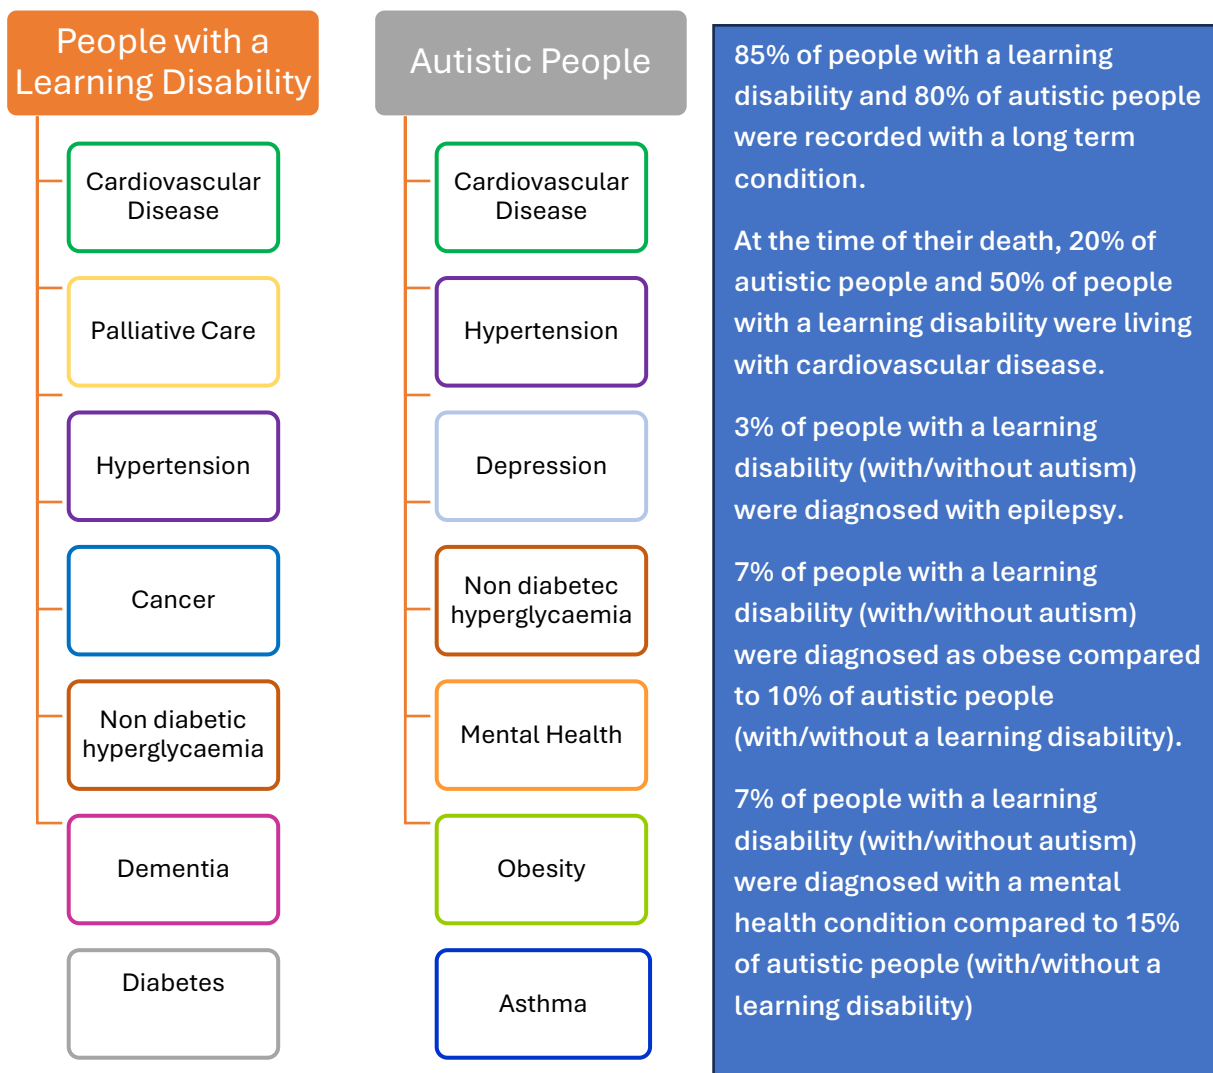 People with a
Learning Disability
Cardiovascular
Disease
Palliative Care
Hypertension
Cancer
Non diabetic
hyperglycaemia
Dementia
Diabetes
Autistic People
Cardiovascular
Disease
Hypertension
Depression
Non diabetec
hyperglycaemia
Mental Health
Obesity
Asthma
85% of people with a learning
disability and 80% of autistic people
were recorded with a long term
condition.
At the time of their death, 20% of
autistic people and 50% of people
with a learning disability were living
with cardiovascular disease.
3% of people with a learning
disability (with/without autism)
were diagnosed with epilepsy.
7% of people with a learning
disability (with/without autism)
were diagnosed as obese compared
to 10% of autistic people
(with/without a learning disability).
7% of people with a learning
disability (with/without autism)
were diagnosed with a mental
health condition compared to 15%
of autistic people (with/without a
learning disability)